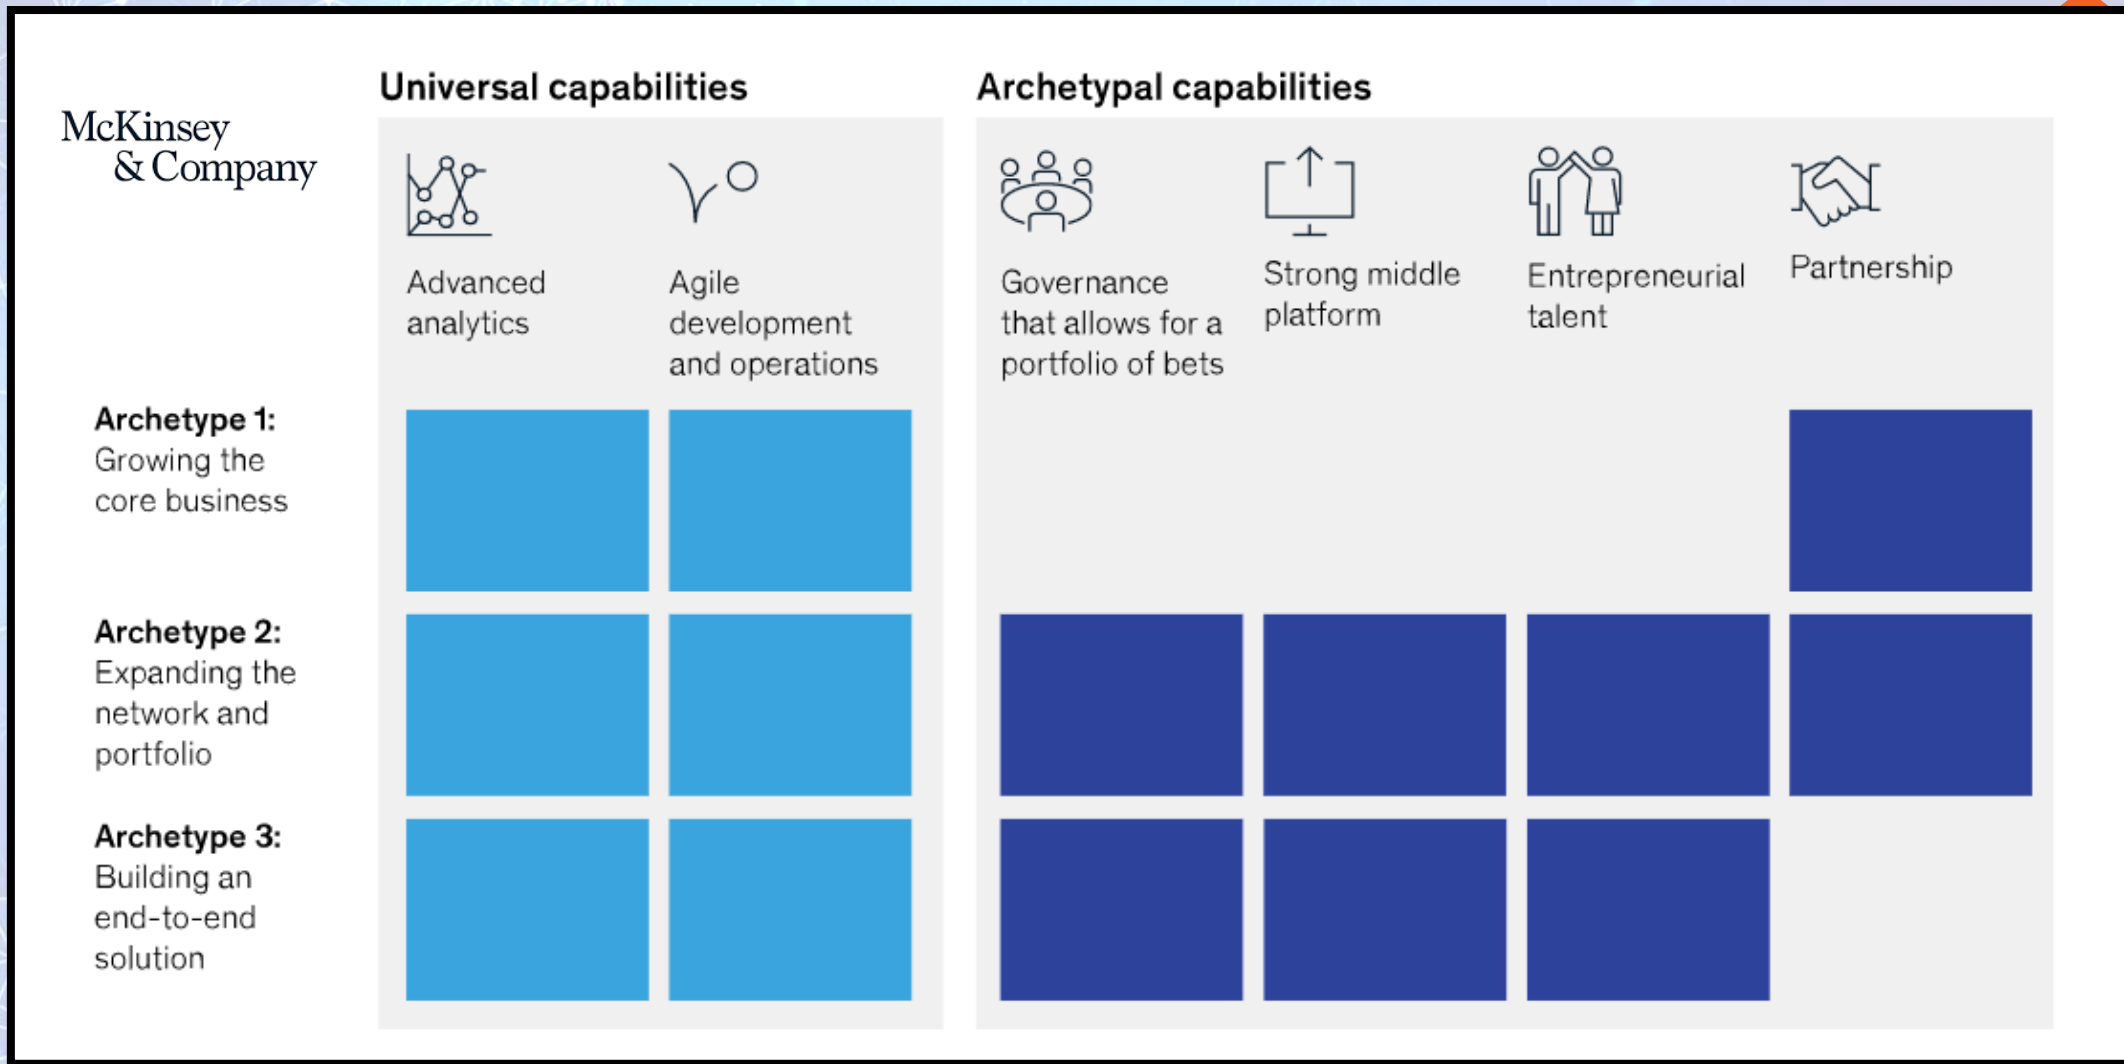 McKinsey
& Company
Universal capabilities
Archetypal capabilities
Advanced
analytics
Agile
development
and operations
Governance
that allows for a
portfolio of bets
Strong middle
platform
Entrepreneurial
talent
Partnership
Archetype 1:
Growing the
core business
Archetype 2:
Expanding the
network and
portfolio
Archetype 3:
Building an
end-to-end
solution